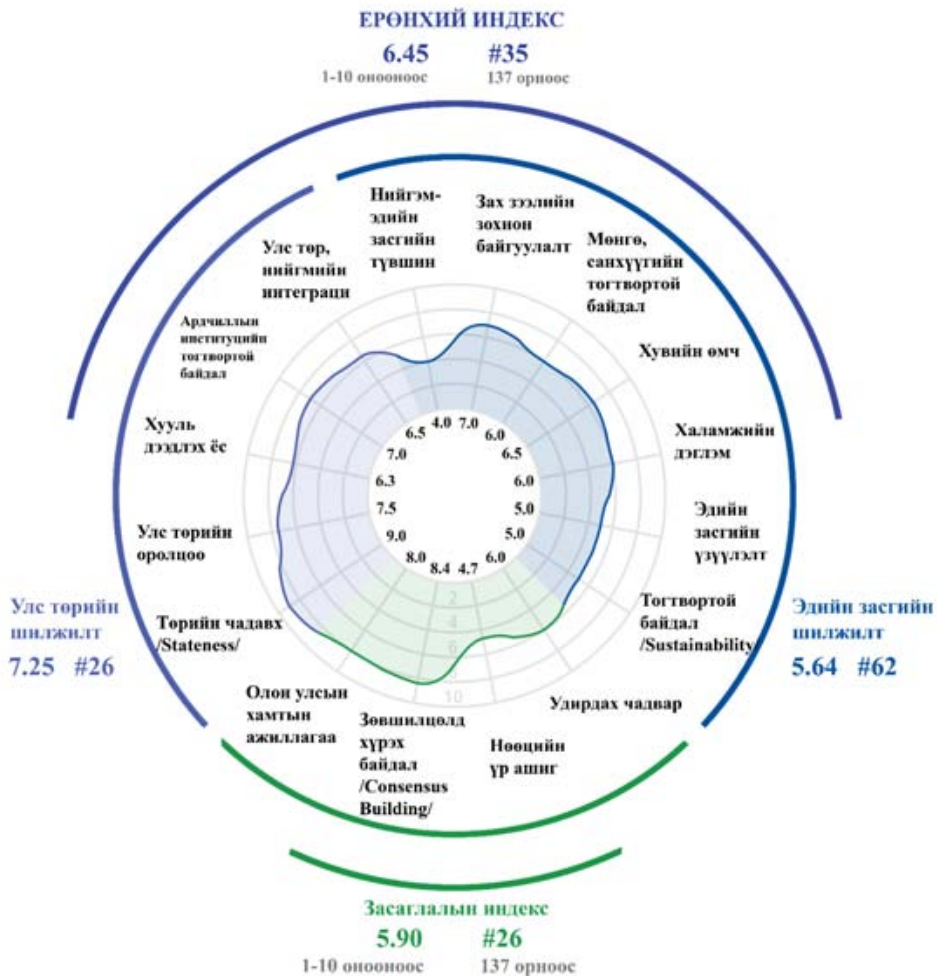 ЕРӨНХИЙ ИНДЕКС
6.45 #35
1-10 онооноос 137 орноос
Нийгэм-
эдийн
засгийн
түвшин
Зах зээлийн
зохион
байгуулалт
Мөнгө,
санхүүгийн
тогтвортой
байдал
Хувийн өмч
Халамжийн
дэглэм
Эдийн
засгийн
үзүүлэлт
Тогтвортой
байдал
/Sustainability/
Удирдах чадвар
Нөөцийн
үр ашиг
Зөвшилцөлд
хүрэх
байдал
/Consensus
Building/
Олон улсын
хамтын
ажиллагаа
Төрийн чадавх
/Stateness/
Улс төрийн
оролцоо
Хууль
дээдлэх ёс
Ардчиллын
институцийн
тогтвортой
байдал
Улс төр,
нийгмийн
интеграци
4.0
7.0
6.0
6.5
6.0
5.0
5.0
6.0
4.7
8.4
8.0
9.0
7.5
6.3
7.0
6.5
2
4
6
10
Улс төрийн
шилжилт
7.25 #26
Эдийн засгийн
шилжилт
5.64 #62
Засаглалын индекс
5.90 #26
1-10 онооноос 137 орноос